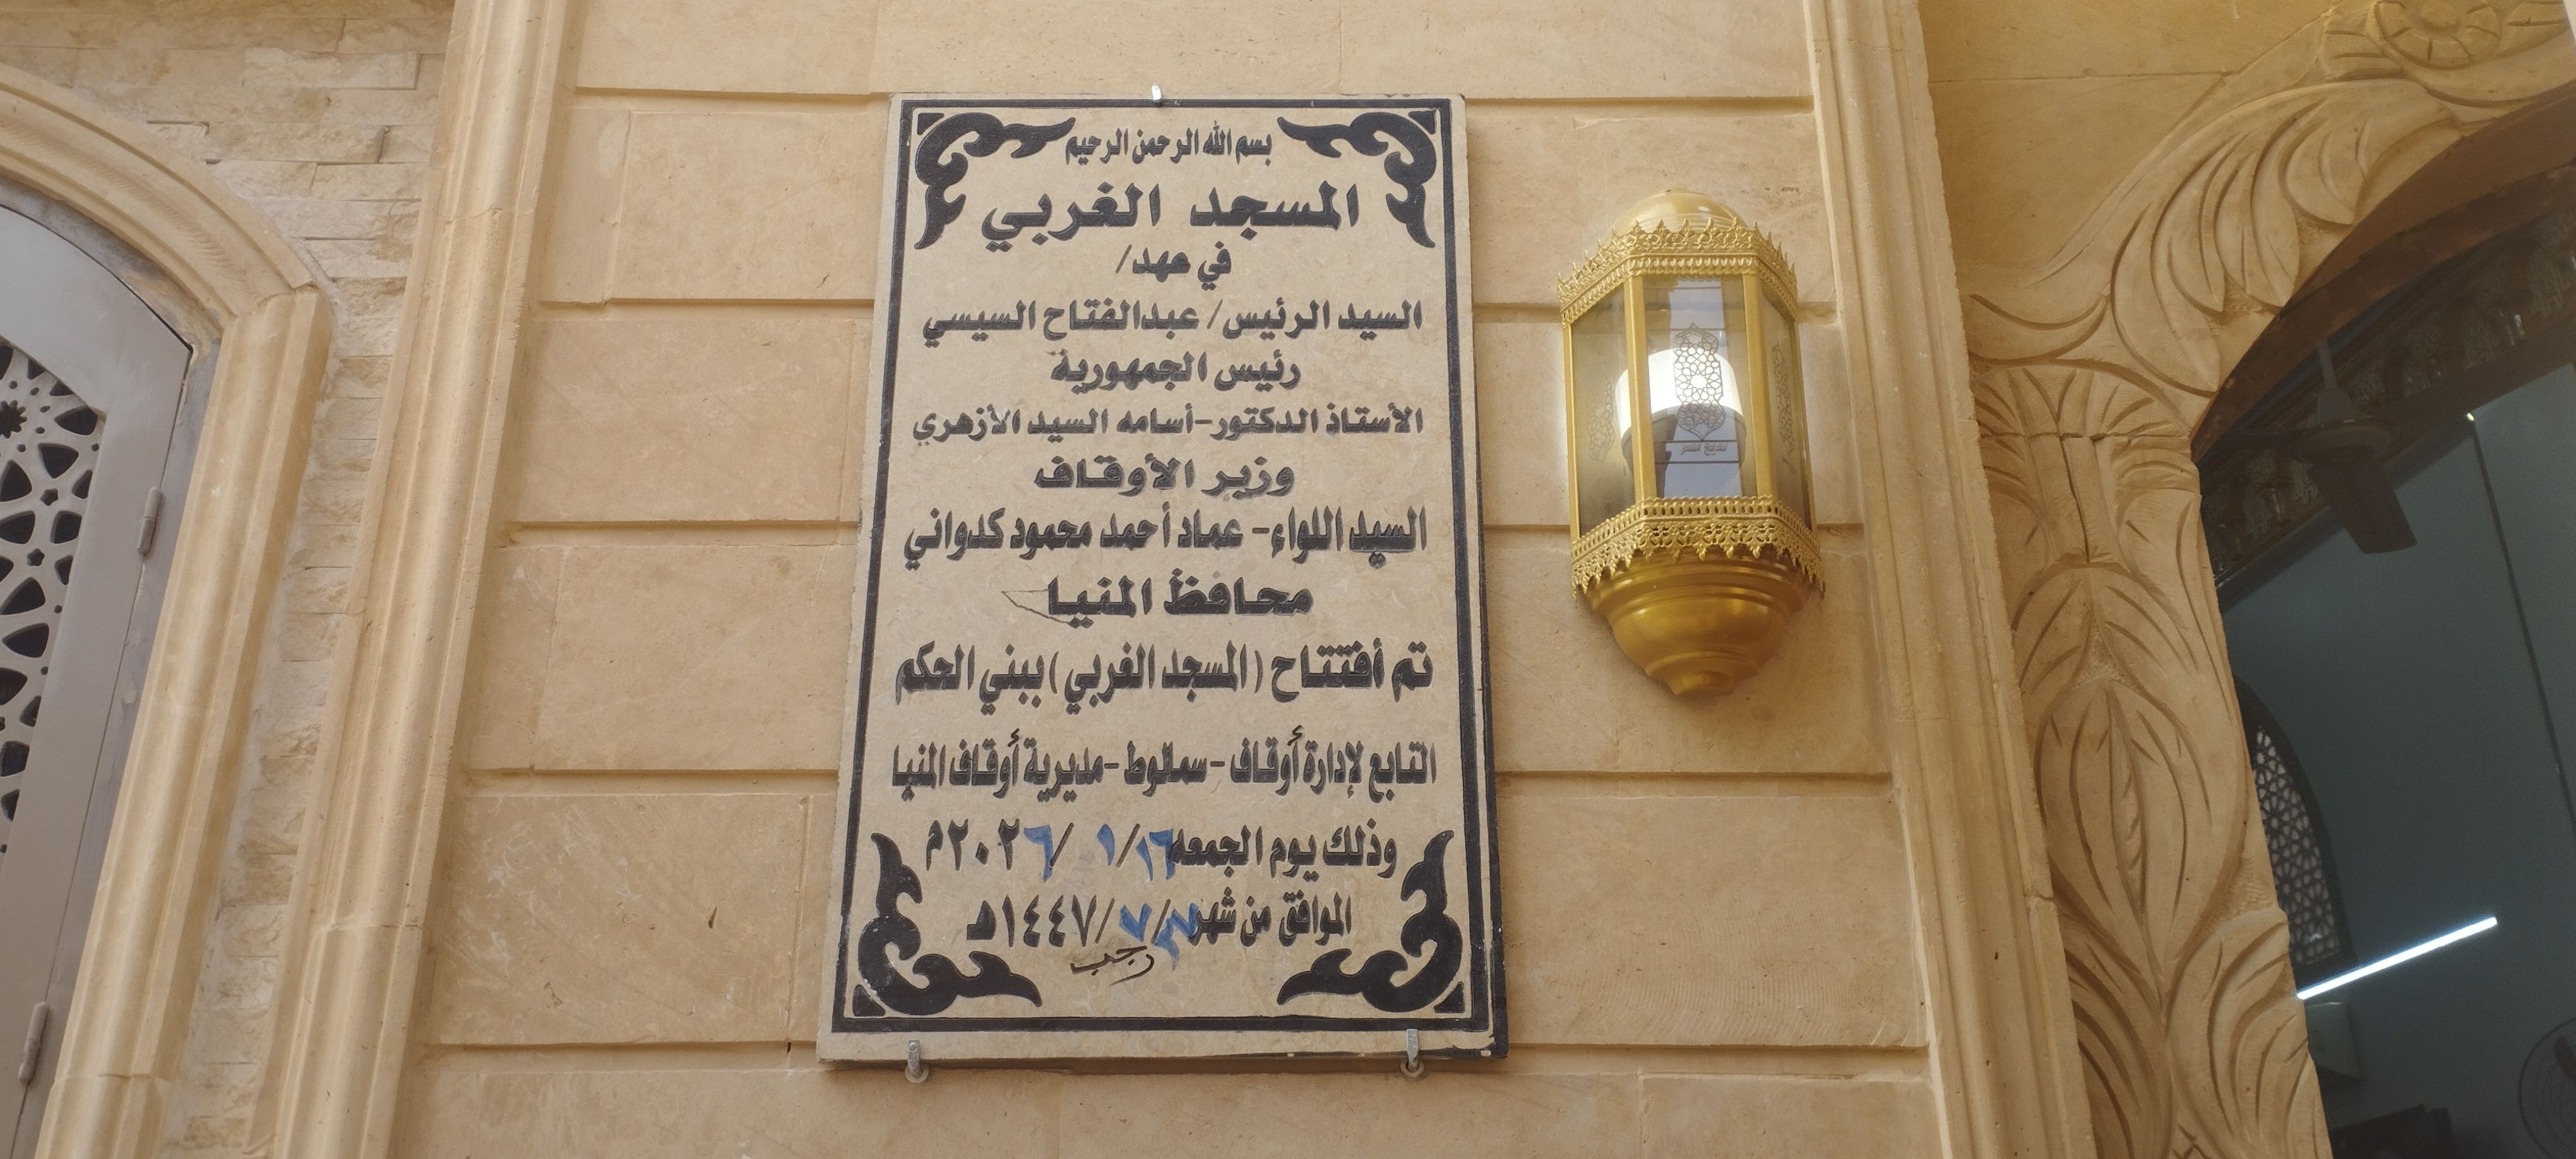 بسم الله الرحمن الرحيم
المسجد الغربي
في عهد/
السيد الرئيس/ عبدالفتاح السيسي
رئيس الجمهورية
الأستاذ الدكتور-أسامه السيد الأزهري
وزير الأوقاف
السيد اللواء- عماد أحمد محمود كدواني
محافظ المنيا
تم أفتتاح (المسجد الغربي) ببني الحكم
التابع لإدارة أوقاف -سمالوط -مديرية أوقاف المنيا
وذلك يوم الجمعه ١٦/ ١ /٢٠٢٦م
الموافق من شهر /٧/١٤٤٧هـ
رجب